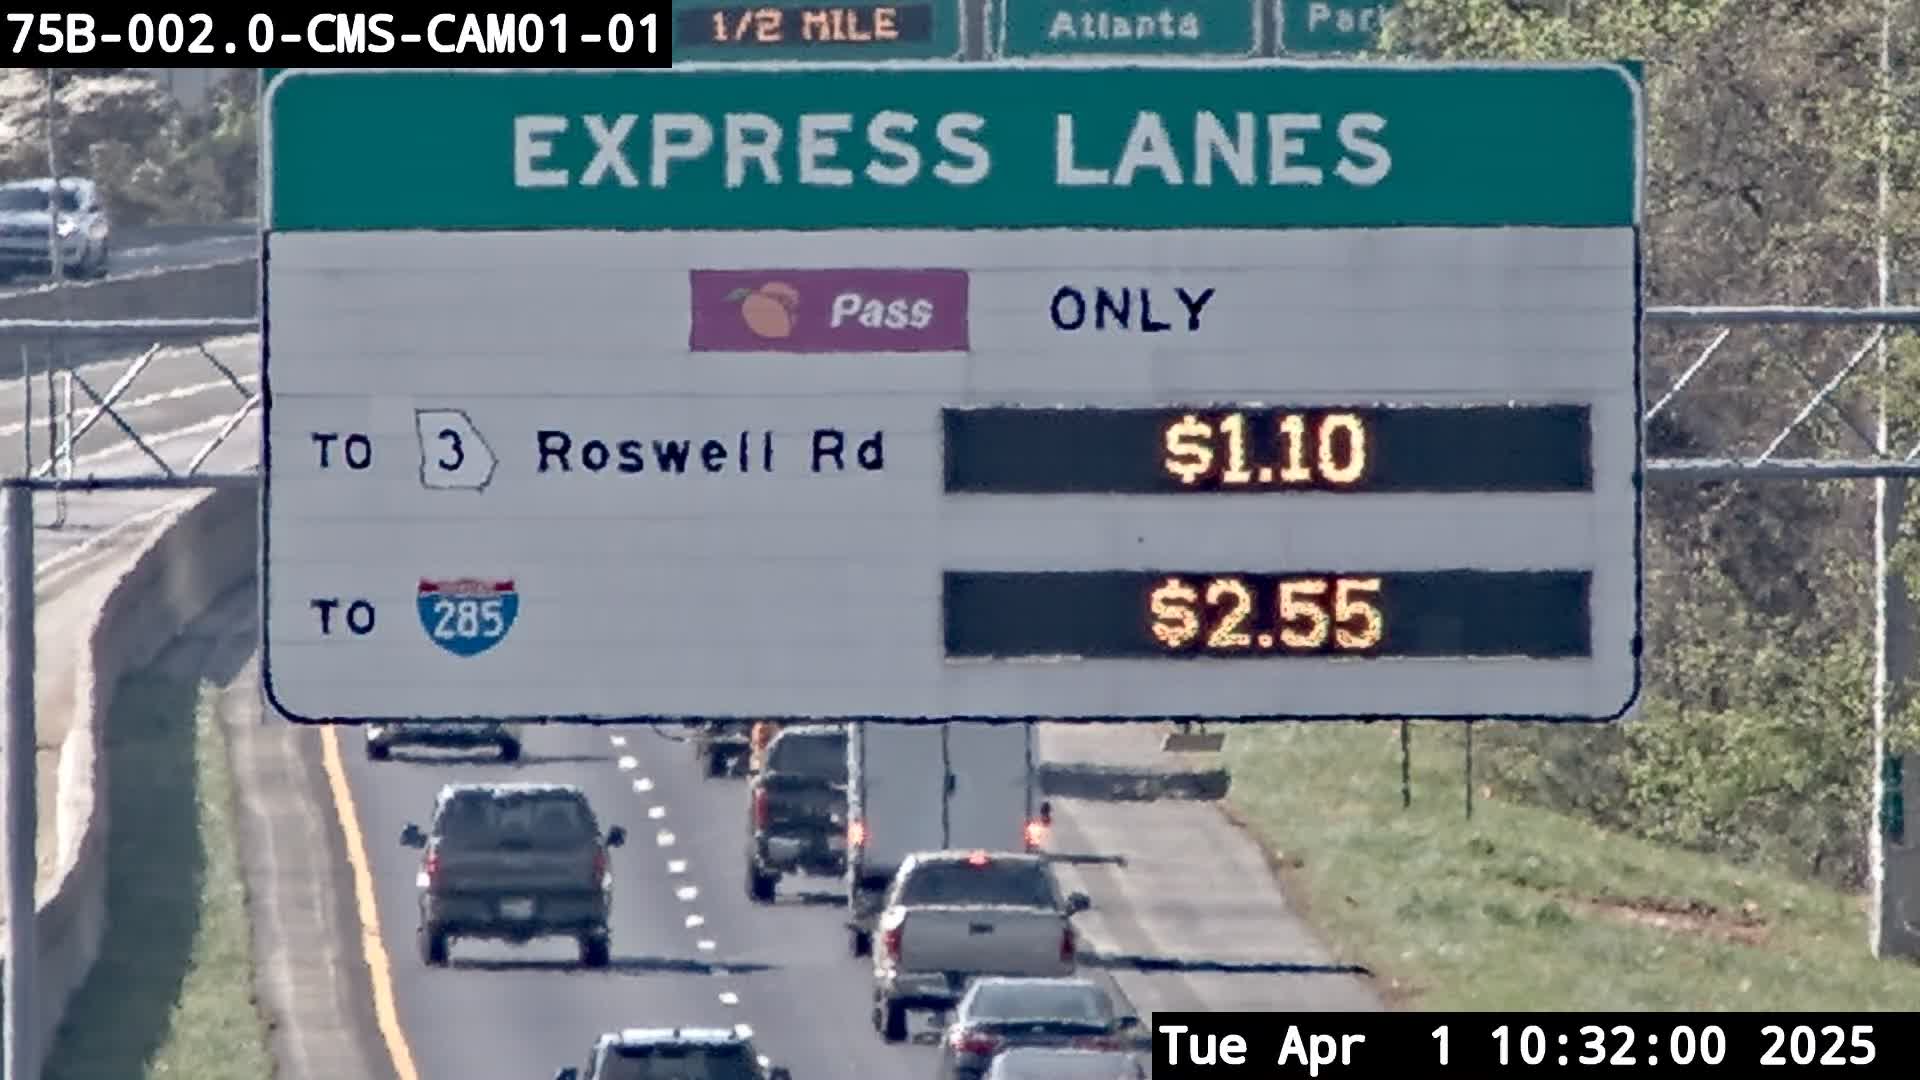 75B-002.0-CMS-CAM01-01
1/2 MILE
Atlanta
EXPRESS LANES
Pass ONLY
TO 3 Roswell Rd $1.10
TO 285 $2.55
Tue Apr 1 10:32:00 2025